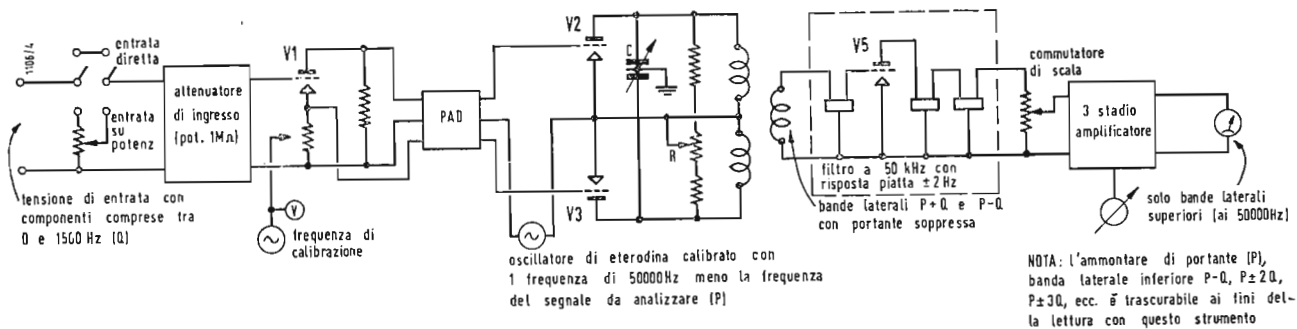 1106/4
entrata
diretta
entrata
su
potenz
tensione di entrata con
componenti comprese tra
0 e 1500 Hz (Q)
attenuatore
di ingresso
(pot. 1MΩ)
V1
V
frequenza di
calibrazione
PAD
V2
V3
C
R
oscillatore di eterodina calibrato con
1 frequenza di 50000Hz meno la frequenza
del segnale da analizzare (P)
V5
filtro a 50 kHz con
risposta piatta ±2Hz
bande laterali P+Q e P-Q
con portante soppressa
commutatore
di scala
3 stadio
amplificatore
solo bande laterali
superiori (ai 50000Hz)
NOTA: l'ammontare di portante (P),
banda laterale inferiore P-Q, P±2Q,
P±3Q, ecc. è trascurabile ai fini del-
la lettura con questo strumento